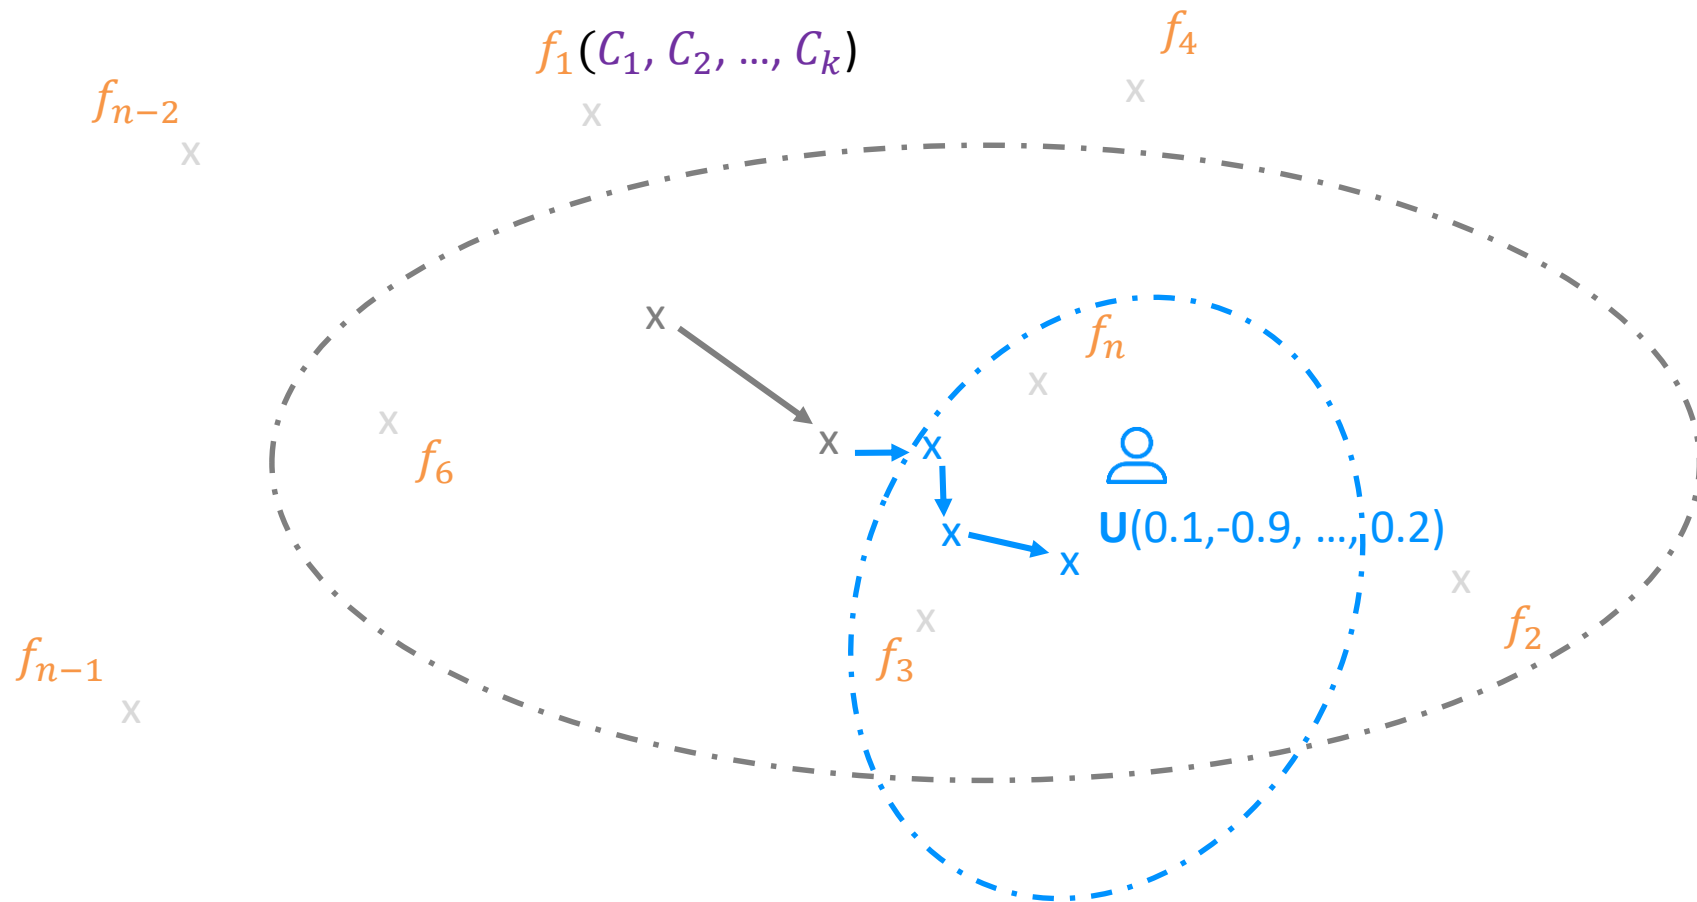 f₄
f₁(C₁, C₂, ..., Cₖ)
fₙ₋₂
x
x
x
x
fₙ
x
x
f₆
x
x
U(0.1,-0.9, ..., 0.2)
x
x
x
x
f₂
f₃
fₙ₋₁
x